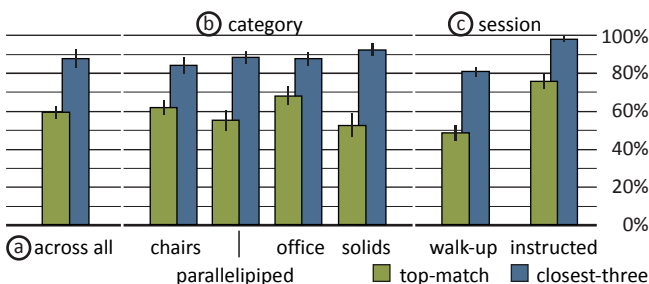 b category
c session
100%
80%
60%
40%
20%
0%
a across all
chairs
office
solids
walk-up
instructed
parallelipiped
top-match
closest-three